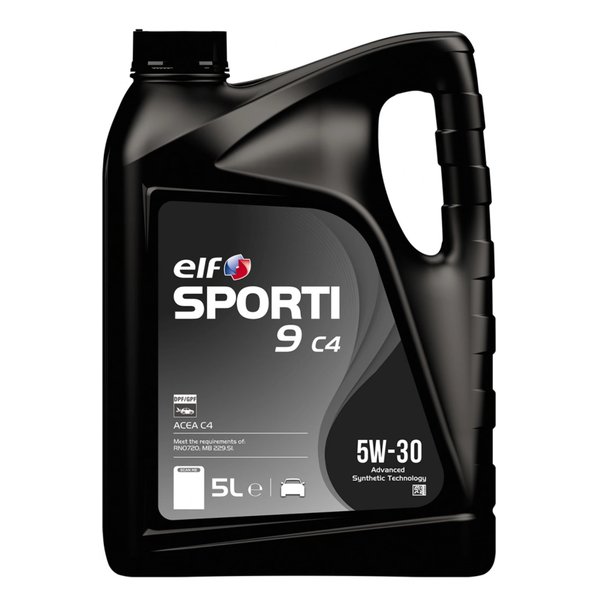 elf
SPORTI
9 C4
DPF/GPF
ACEA C4
Meet the requirements of:
RN0720; MB 229.51.
5L e
5W-30
Advanced
Synthetic Technology